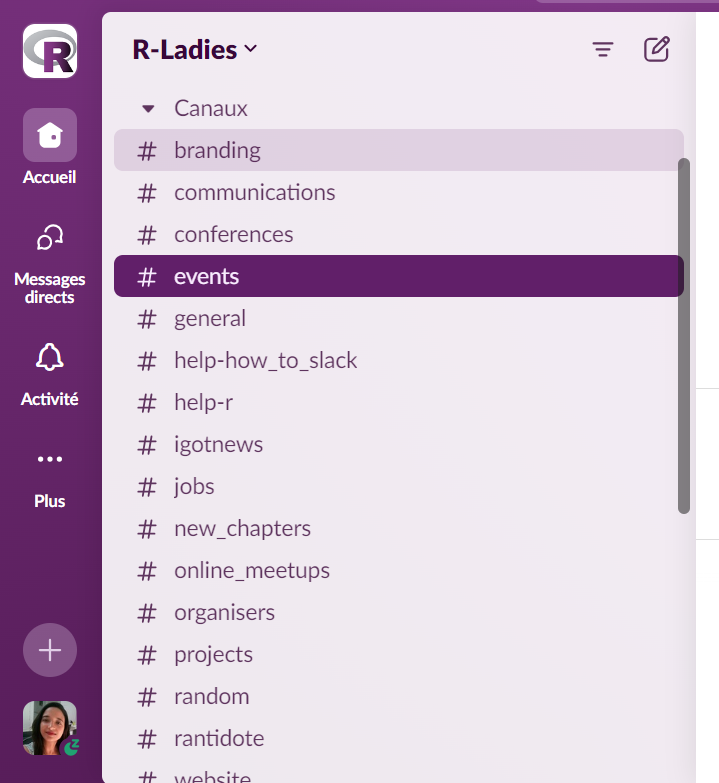 R
R-Ladies
Canaux
# branding
Accueil
# communications
# conferences
Messages
directs
# events
# general
# help-how_to_slack
Activité
# help-r
# igotnews
# jobs
Plus
# new_chapters
# online_meetups
# organisers
# projects
# random
# rantidote
# website
z